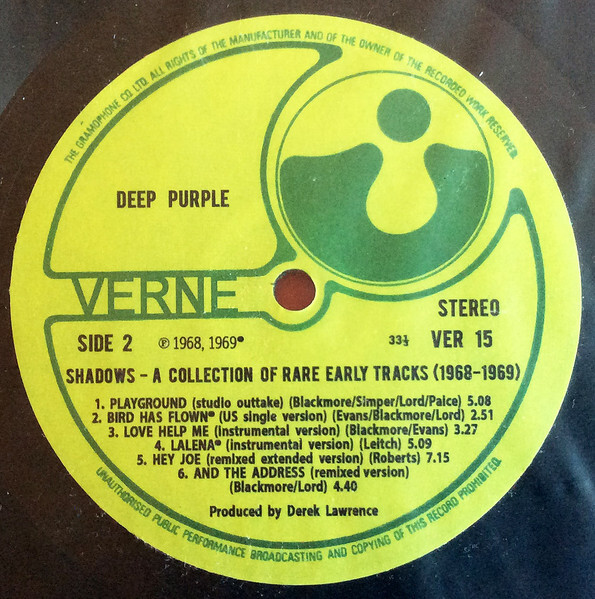 THE GRAMOPHONE CO LTD. ALL RIGHTS OF THE MANUFACTURER AND OF THE OWNER OF THE RECORDED WORK RESERVED.
DEEP PURPLE
VERNE
STEREO
SIDE 2 ℗ 1968, 1969• 33⅓ VER 15
SHADOWS - A COLLECTION OF RARE EARLY TRACKS (1968-1969)
1. PLAYGROUND (studio outtake) (Blackmore/Simper/Lord/Paice) 5.08
2. BIRD HAS FLOWN• (US single version) (Evans/Blackmore/Lord) 2.51
3. LOVE HELP ME (instrumental version) (Blackmore/Evans) 3.27
4. LALENA• (instrumental version) (Leitch) 5.09
5. HEY JOE (remixed extended version) (Roberts) 7.15
6. AND THE ADDRESS (remixed version)
(Blackmore/Lord) 4.40
Produced by Derek Lawrence
UNAUTHORISED PUBLIC PERFORMANCE BROADCASTING AND COPYING OF THIS RECORD PROHIBITED.